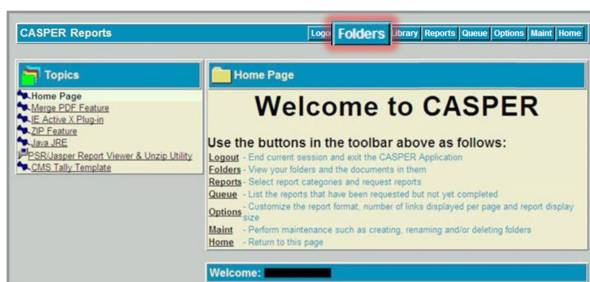 CASPER Reports
Logo Folders Library Reports Queue Options Maint Home
Topics
Home Page
Merge PDF Feature
IE Active X Plug-in
ZIP Feature
Java JRE
PSR/Jasper Report Viewer & Unzip Utility
CMS Tally Template
Home Page
Welcome to CASPER
Use the buttons in the toolbar above as follows:
Logout - End current session and exit the CASPER Application
Folders - View your folders and the documents in them
Reports - Select report categories and request reports
Queue - List the reports that have been requested but not yet completed
Options - Customize the report format, number of links displayed per page and report display
size
Maint - Perform maintenance such as creating, renaming and/or deleting folders
Home - Return to this page
Welcome: